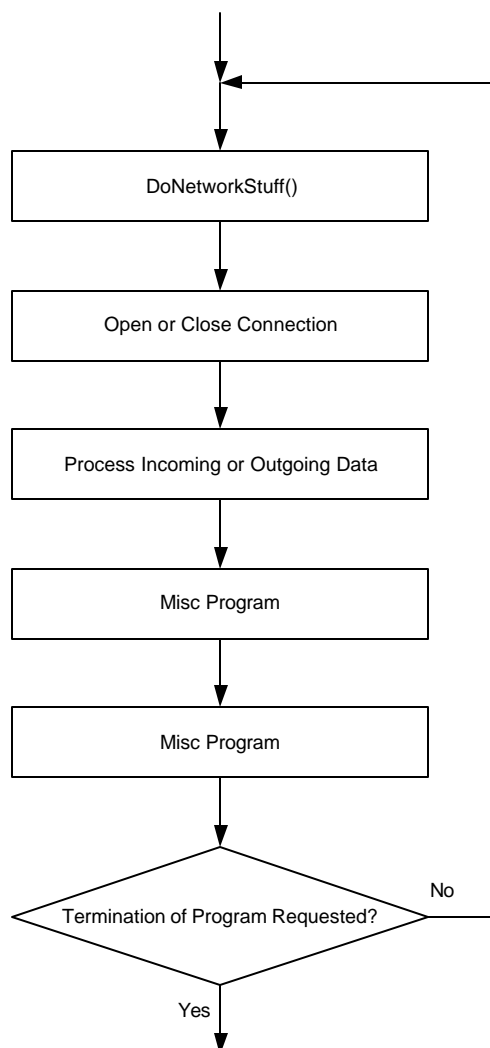 DoNetworkStuff()
Open or Close Connection
Process Incoming or Outgoing Data
Misc Program
Misc Program
Termination of Program Requested?
No
Yes